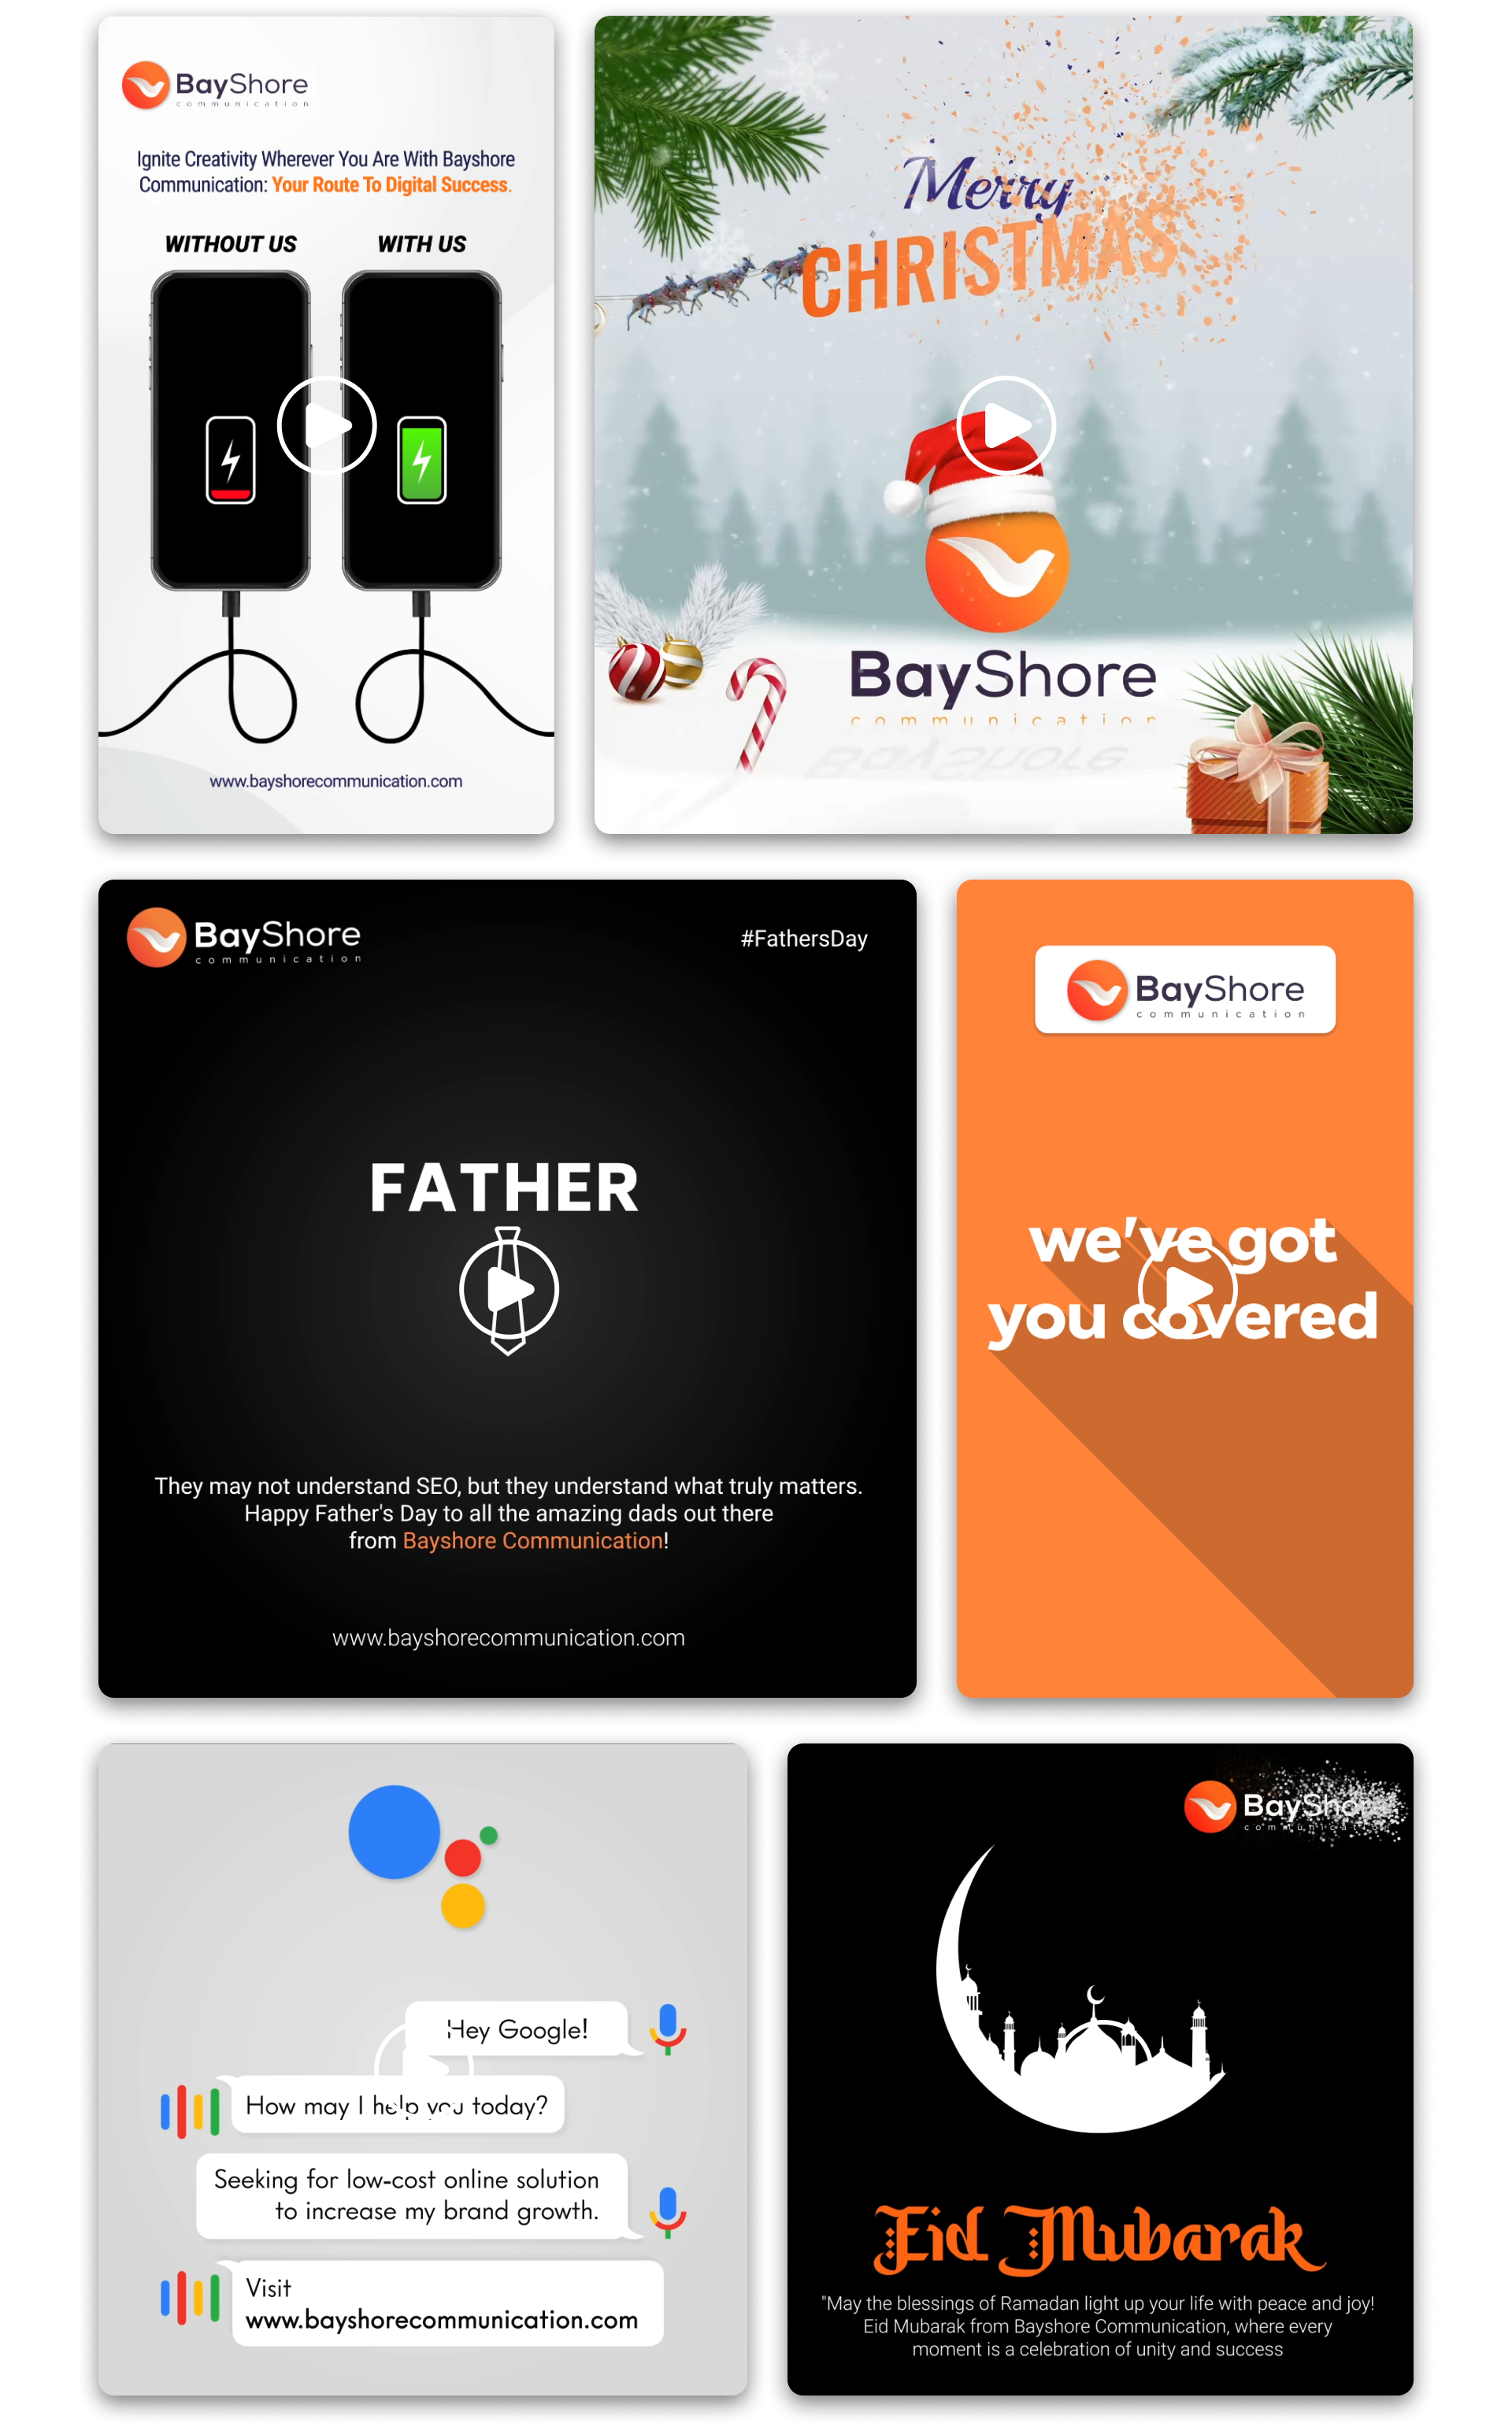 BayShore
communication
Ignite Creativity Wherever You Are With Bayshore
Communication: Your Route To Digital Success.
WITHOUT US
WITH US
www.bayshorecommunication.com
Merry
CHRISTMAS
BayShore
communication
BayShore
communication
#FathersDay
FATHER
They may not understand SEO, but they understand what truly matters.
Happy Father's Day to all the amazing dads out there
from Bayshore Communication!
www.bayshorecommunication.com
BayShore
communication
we've got
you covered
Hey Google!
How may I help you today?
Seeking for low-cost online solution
to increase my brand growth.
Visit
www.bayshorecommunication.com
BayShore
communication
Eid Mubarak
"May the blessings of Ramadan light up your life with peace and joy!
Eid Mubarak from Bayshore Communication, where every
moment is a celebration of unity and success